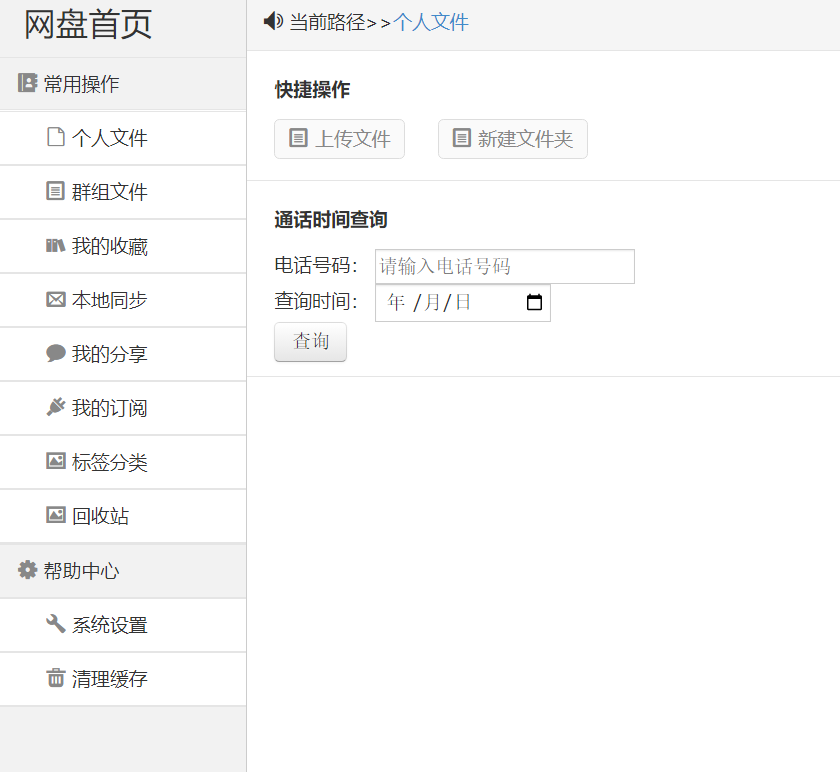 网盘首页
常用操作
个人文件
群组文件
我的收藏
本地同步
我的分享
我的订阅
标签分类
回收站
帮助中心
系统设置
清理缓存
当前路径>>个人文件
快捷操作
上传文件 新建文件夹
通话时间查询
电话号码： 请输入电话号码
查询时间： 年 /月/日
查询